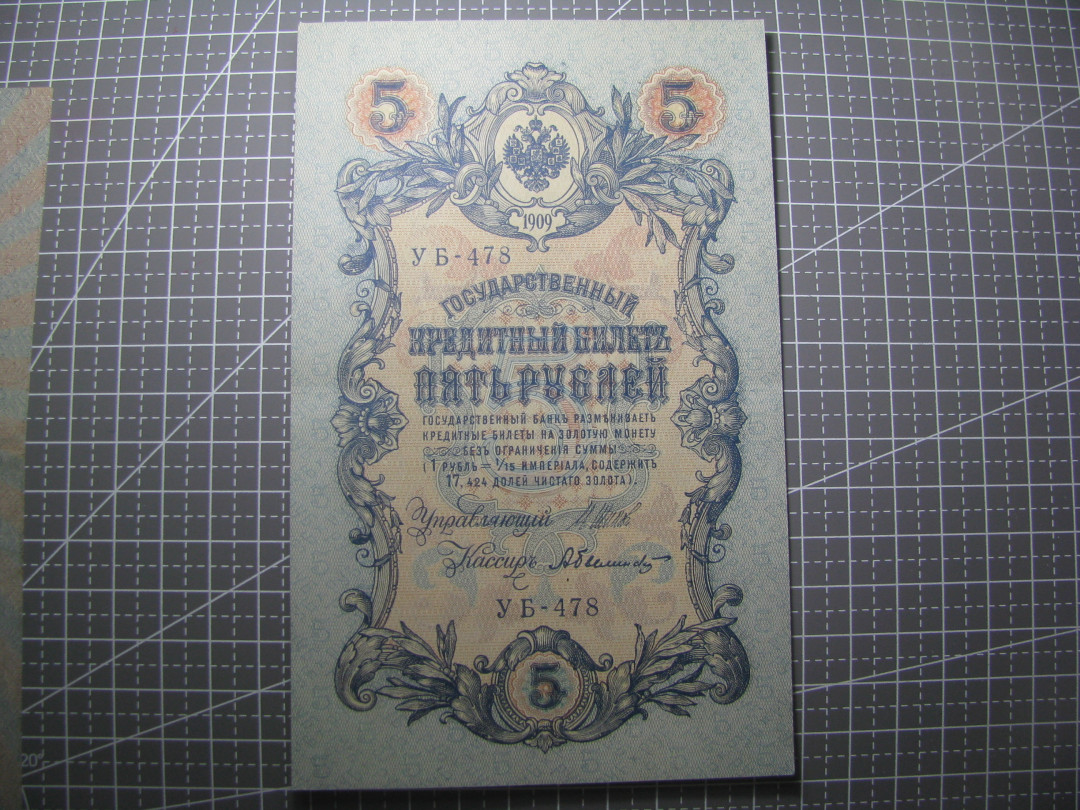 5 5
1909
УБ-478
ГОСУДАРСТВЕННЫЙ
КРЕДИТНЫЙ БИЛЕТЪ
ПЯТЬ РУБЛЕЙ
ГОСУДАРСТВЕННЫЙ БАНКЪ РАЗМѢНИВАЕТЪ
КРЕДИТНЫЕ БИЛЕТЫ НА ЗОЛОТУЮ МОНЕТУ
БЕЗЪ ОГРАНИЧЕНІЯ СУММЫ
(1 РУБЛЬ = 1/15 ИМПЕРІАЛА, СОДЕРЖИТЪ
17,424 ДОЛЕЙ ЧИСТАГО ЗОЛОТА).
Управляющій
Кассиръ
УБ-478
5
20°